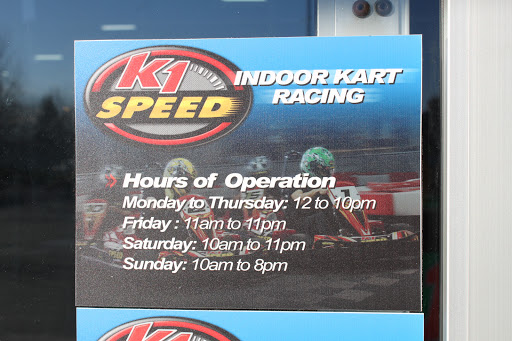 K1
SPEED
INDOOR KART
RACING
Hours of Operation
Monday to Thursday: 12 to 10pm
Friday : 11am to 11pm
Saturday: 10am to 11pm
Sunday: 10am to 8pm
K1